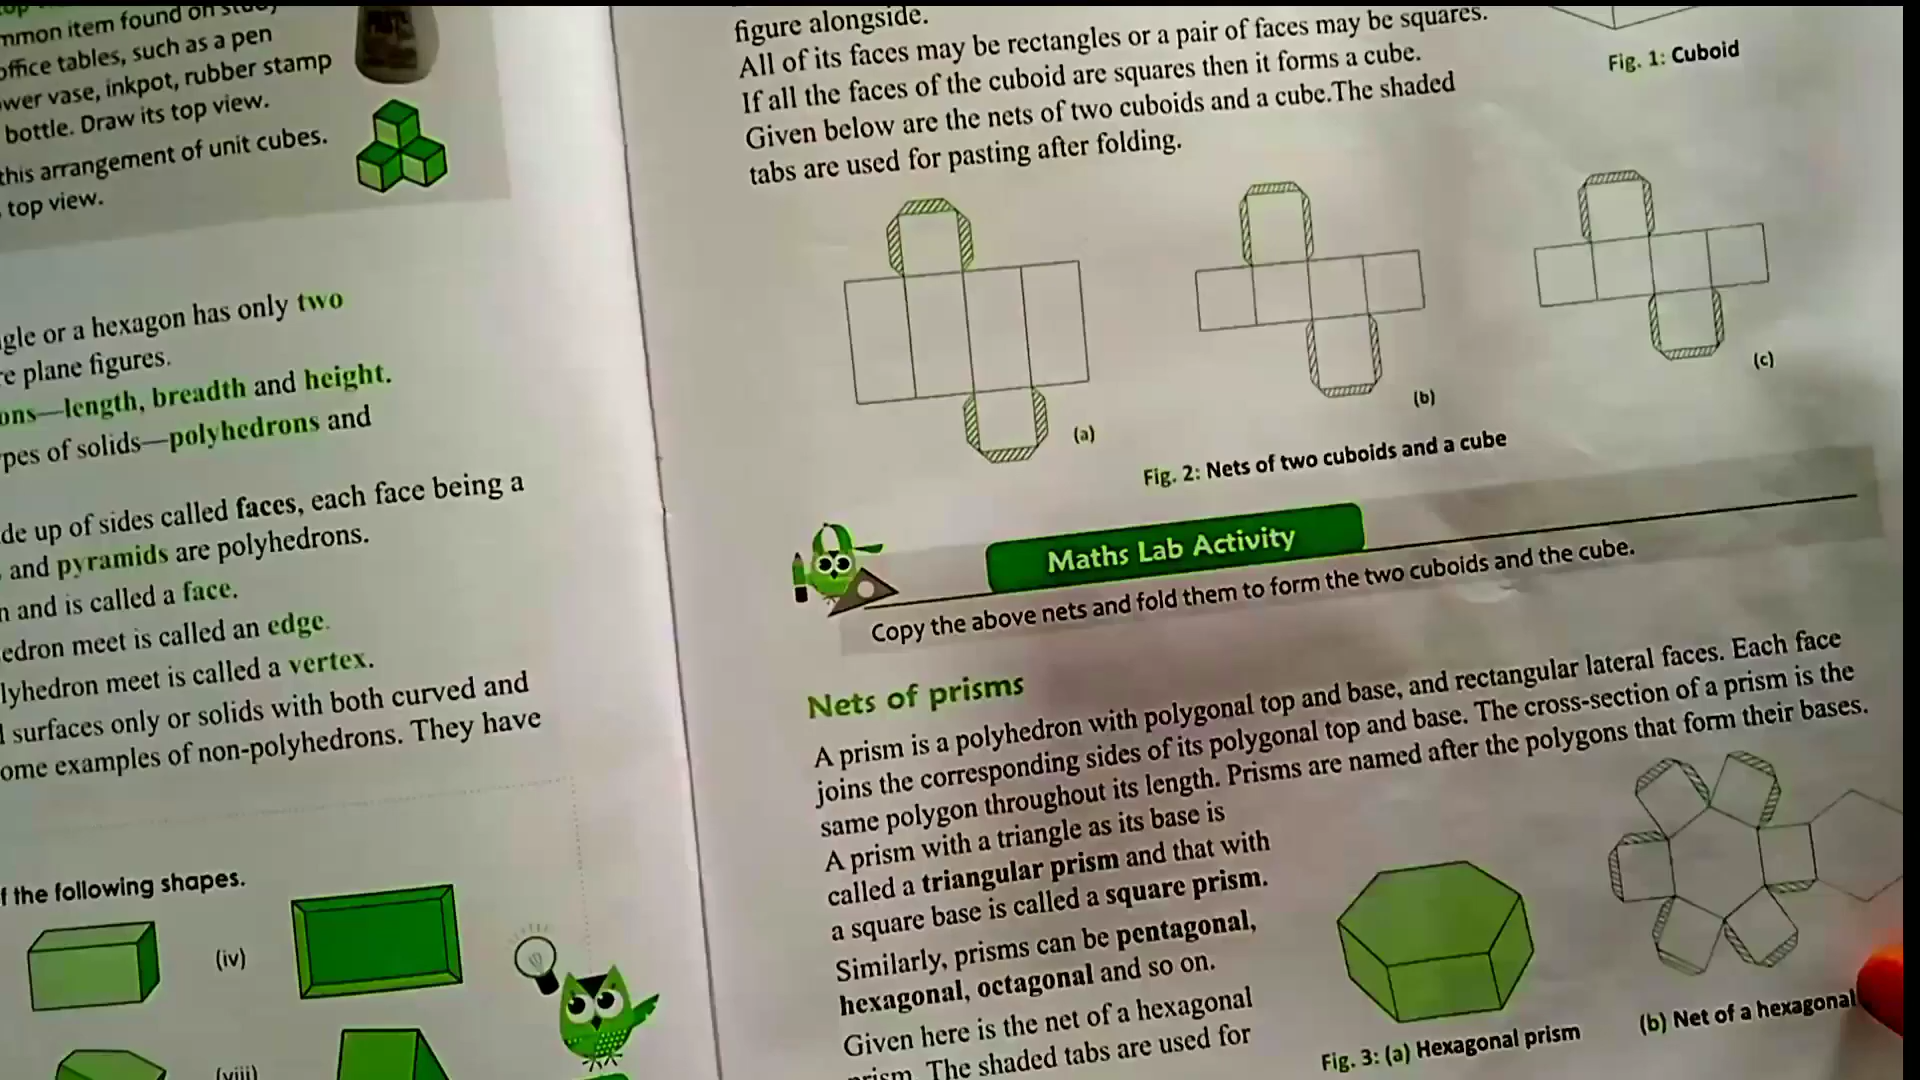 mmon item found on study
office tables, such as a pen
wer vase, inkpot, rubber stamp
bottle. Draw its top view.
this arrangement of unit cubes.
top view.
gle or a hexagon has only two
re plane figures.
ons—length, breadth and height.
pes of solids—polyhedrons and
de up of sides called faces, each face being a
and pyramids are polyhedrons.
n and is called a face.
edron meet is called an edge.
lyhedron meet is called a vertex.
l surfaces only or solids with both curved and
ome examples of non-polyhedrons. They have
f the following shapes.
(iv)
(viii)
figure alongside.
All of its faces may be rectangles or a pair of faces may be squares.
If all the faces of the cuboid are squares then it forms a cube.
Given below are the nets of two cuboids and a cube.The shaded
tabs are used for pasting after folding.
Fig. 1: Cuboid
(a)
(b)
(c)
Fig. 2: Nets of two cuboids and a cube
Maths Lab Activity
Copy the above nets and fold them to form the two cuboids and the cube.
Nets of prisms
A prism is a polyhedron with polygonal top and base, and rectangular lateral faces. Each face
joins the corresponding sides of its polygonal top and base. The cross-section of a prism is the
same polygon throughout its length. Prisms are named after the polygons that form their bases.
A prism with a triangle as its base is
called a triangular prism and that with
a square base is called a square prism.
Similarly, prisms can be pentagonal,
hexagonal, octagonal and so on.
Given here is the net of a hexagonal
prism. The shaded tabs are used for
Fig. 3: (a) Hexagonal prism
(b) Net of a hexagonal